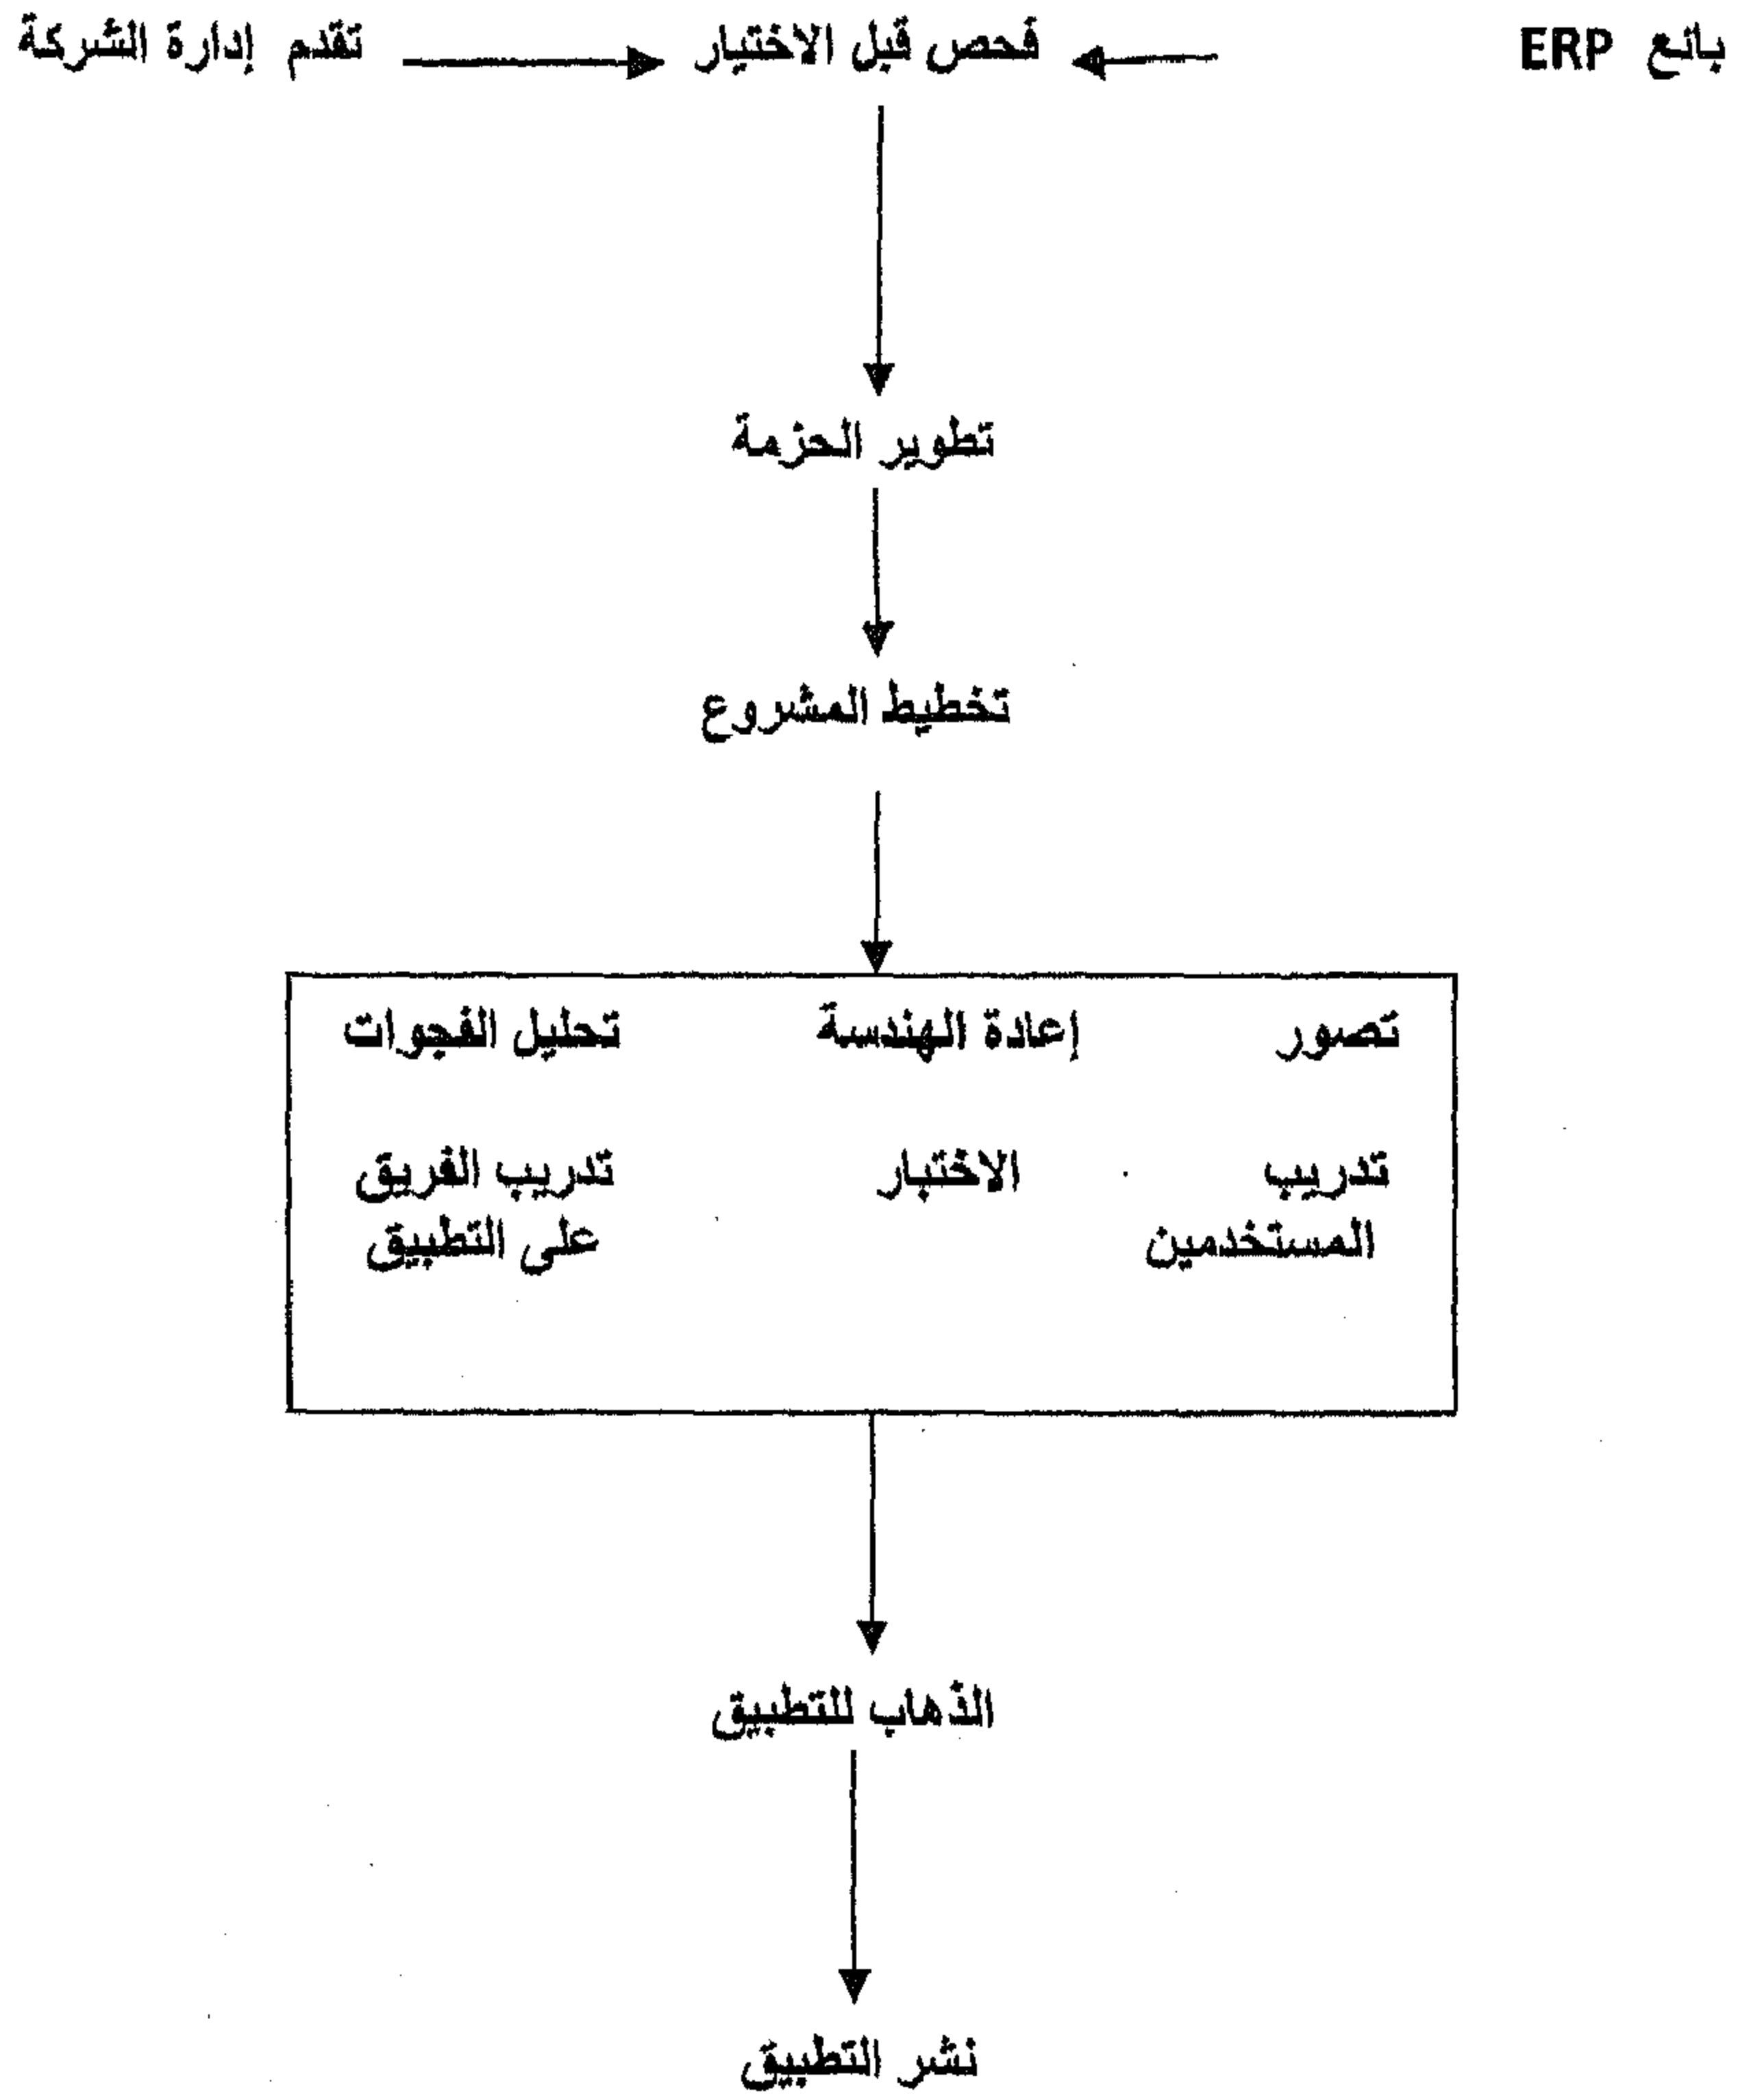 بائع ERP
فحص قبل الاختيار
تقدم إدارة الشركة
تطوير الحزمة
تخطيط المشروع
تصور
إعادة الهندسة
تحليل الفجوات
تدريب
المستخدمين
الاختبار
تدريب الفريق
على التطبيق
الذهاب للتطبيق
نشر التطبيق